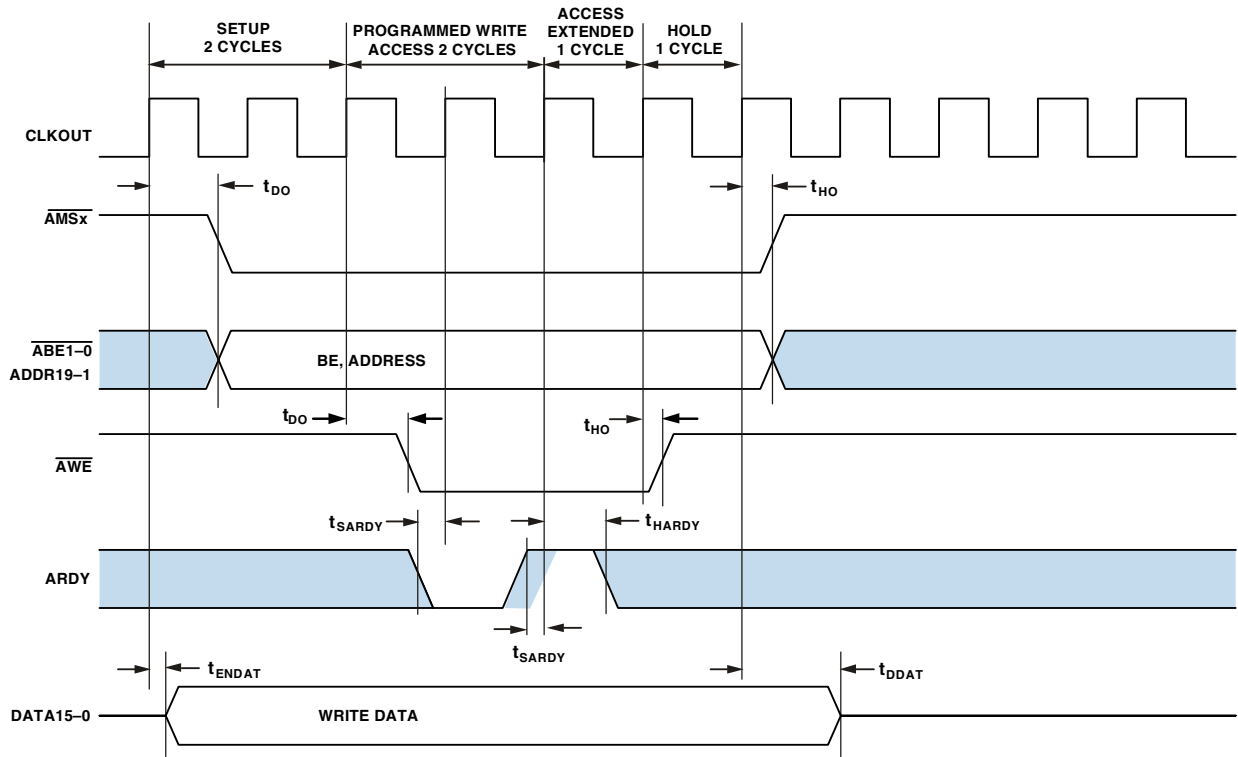 SETUP
2 CYCLES
PROGRAMMED WRITE
ACCESS 2 CYCLES
ACCESS
EXTENDED
1 CYCLE
HOLD
1 CYCLE
CLKOUT
tDO
tHO
AMSx
ABE1–0
ADDR19–1
BE, ADDRESS
tDO
tHO
AWE
tSARDY
tHARDY
ARDY
tSARDY
tENDAT
tDDAT
DATA15–0
WRITE DATA